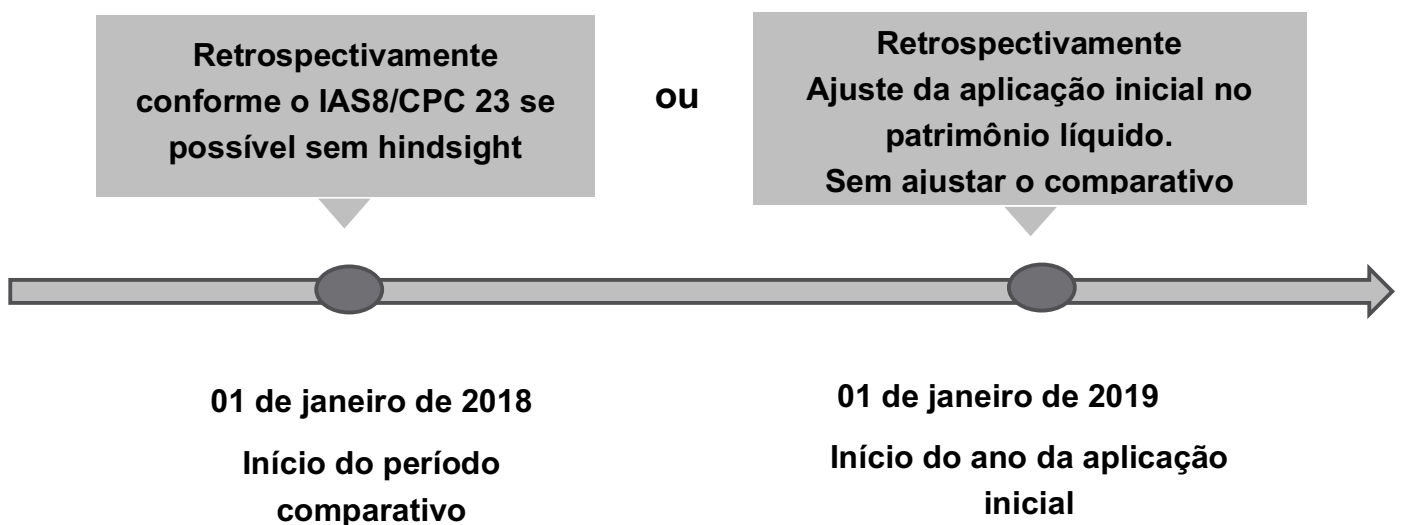 Retrospectivamente
conforme o IAS8/CPC 23 se
possível sem hindsight
ou
Retrospectivamente
Ajuste da aplicação inicial no
patrimônio líquido.
Sem ajustar o comparativo
01 de janeiro de 2018
Início do período
comparativo
01 de janeiro de 2019
Início do ano da aplicação
inicial